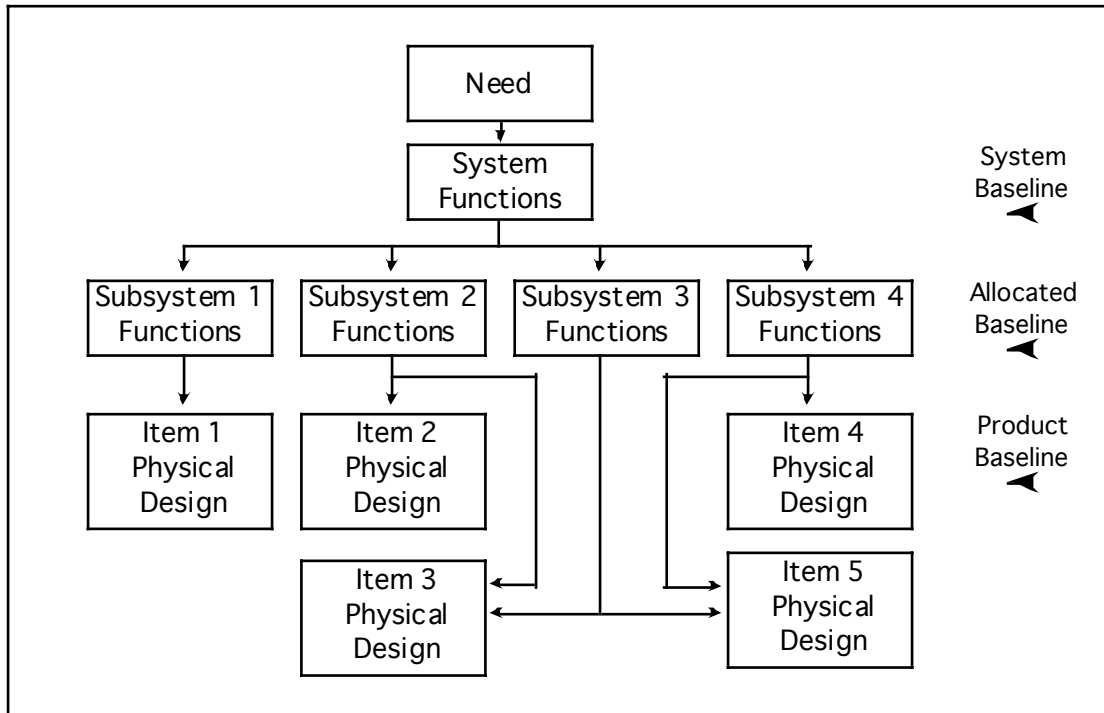 Need
System
Functions
System
Baseline
Subsystem 1
Functions
Subsystem 2
Functions
Subsystem 3
Functions
Subsystem 4
Functions
Allocated
Baseline
Item 1
Physical
Design
Item 2
Physical
Design
Item 4
Physical
Design
Product
Baseline
Item 3
Physical
Design
Item 5
Physical
Design